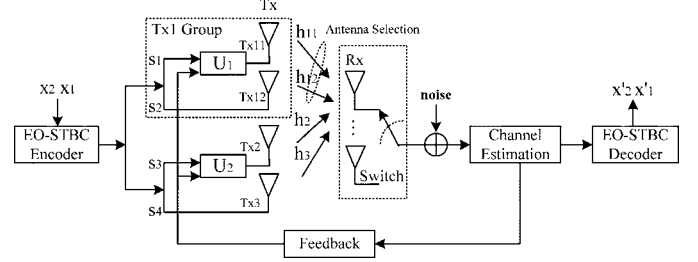 Tx
Tx1 Group
Antenna Selection
Tx11
h11
S1
U1
Rx
X2 X1
h12
Tx12
S2
noise
X'2 X'1
EO-STBC
Encoder
h2
Tx2
Channel
Estimation
EO-STBC
Decoder
S3
U2
h3
Tx3
S4
Switch
Feedback